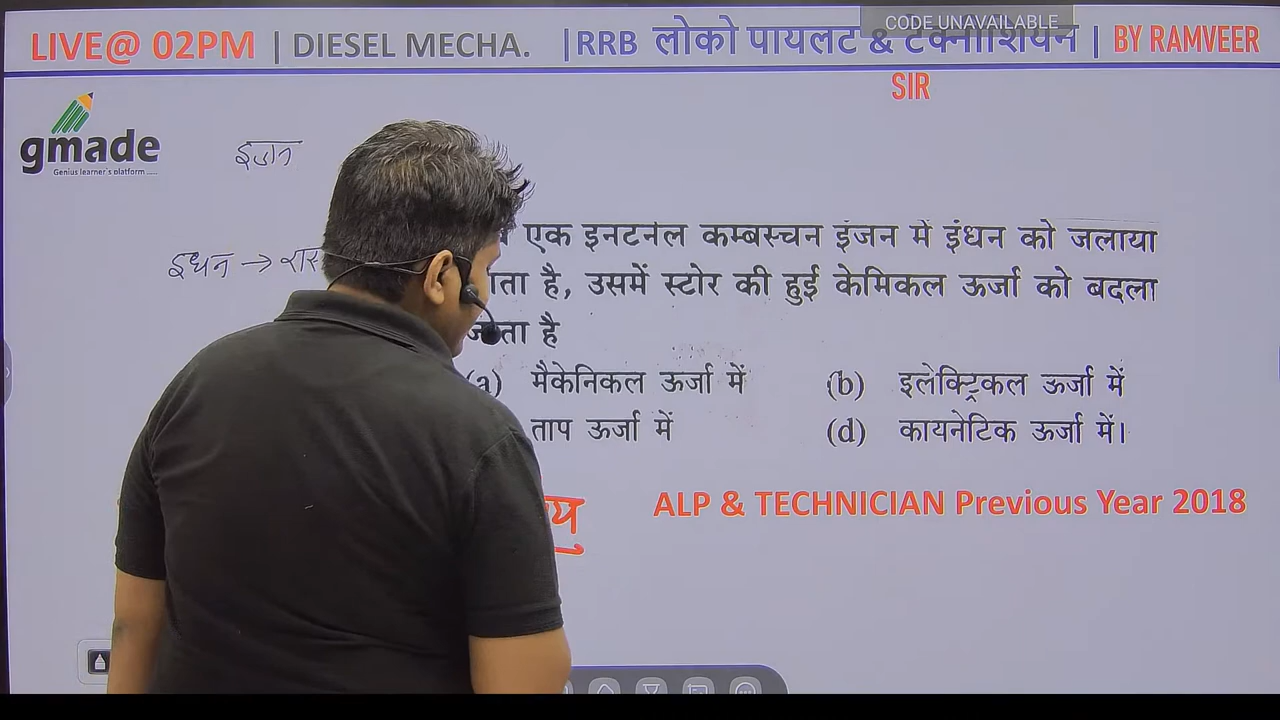 CODE UNAVAILABLE
LIVE@ 02PM | DIESEL MECHA. |RRB लोको पायलट & टेक्नीशियन | BY RAMVEER
SIR
gmade
Genius learner's platform .....
इंजन
एक इनटर्नल कम्बस्चन इंजन में इंधन को जलाया
इंधन →
है, उसमें स्टोर की हुई केमिकल ऊर्जा को बदला
जाता है
(a) मैकेनिकल ऊर्जा में (b) इलेक्ट्रिकल ऊर्जा में
ताप ऊर्जा में (d) कायनेटिक ऊर्जा में।
ALP & TECHNICIAN Previous Year 2018